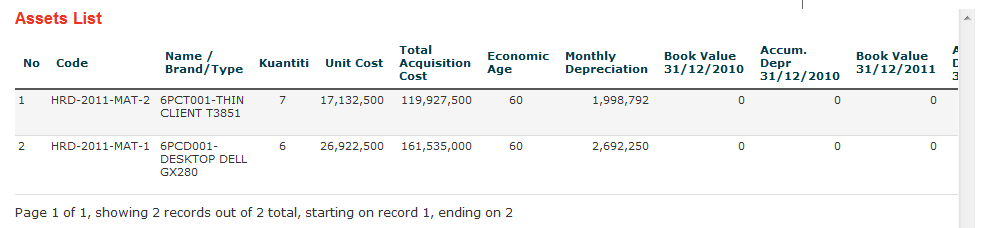 Assets List
No Code Name / Brand/Type Kuantiti Unit Cost Total Acquisition Cost Economic Age Monthly Depreciation Book Value 31/12/2010 Accum. Depr 31/12/2010 Book Value 31/12/2011
1 HRD-2011-MAT-2 6PCT001-THIN CLIENT T3851 7 17,132,500 119,927,500 60 1,998,792 0 0 0
2 HRD-2011-MAT-1 6PCD001-DESKTOP DELL GX280 6 26,922,500 161,535,000 60 2,692,250 0 0 0
Page 1 of 1, showing 2 records out of 2 total, starting on record 1, ending on 2